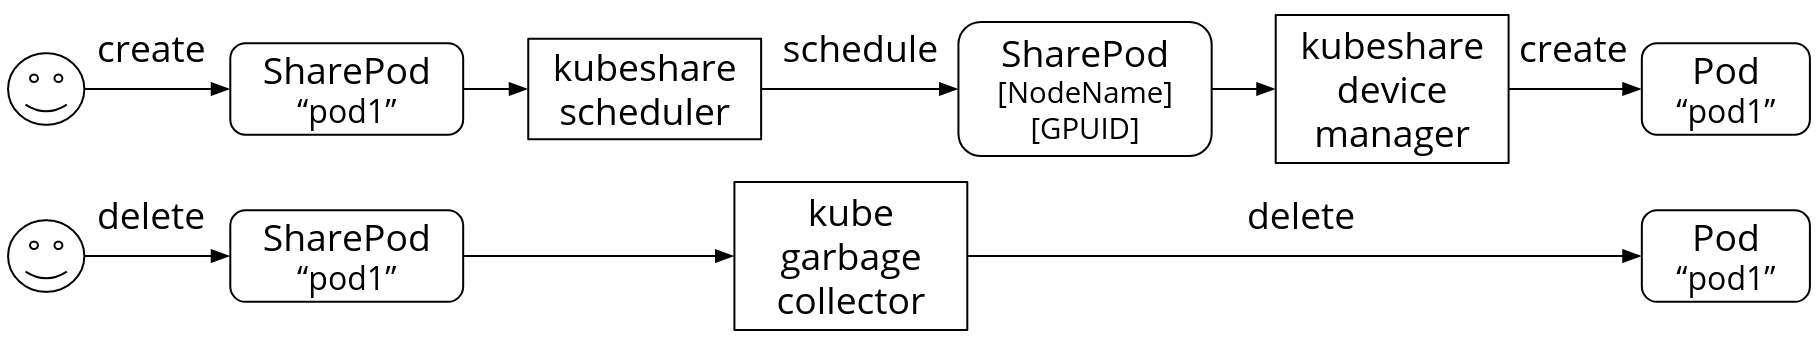 create
SharePod
“pod1”
kubeshare
scheduler
schedule
SharePod
[NodeName]
[GPUID]
kubeshare
device
manager
create
Pod
“pod1”
delete
SharePod
“pod1”
kube
garbage
collector
delete
Pod
“pod1”